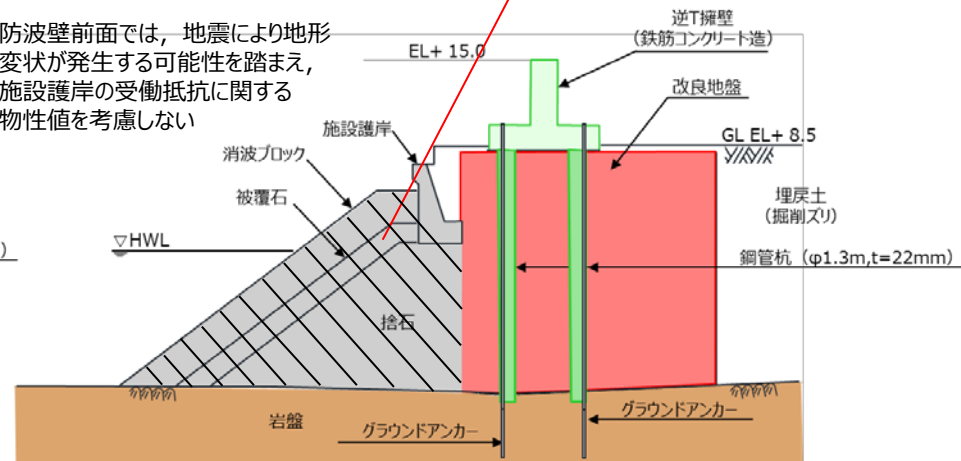 防波壁前面では，地震により地形
変状が発生する可能性を踏まえ，
施設護岸の受働抵抗に関する
物性値を考慮しない
逆T擁壁
（鉄筋コンクリート造）
EL+ 15.0
改良地盤
施設護岸
GL EL+ 8.5
消波ブロック
被覆石
埋戻土
（掘削ズリ）
▽HWL
）
鋼管杭（φ1.3m,t=22mm）
捨石
岩盤
グラウンドアンカー
グラウンドアンカー